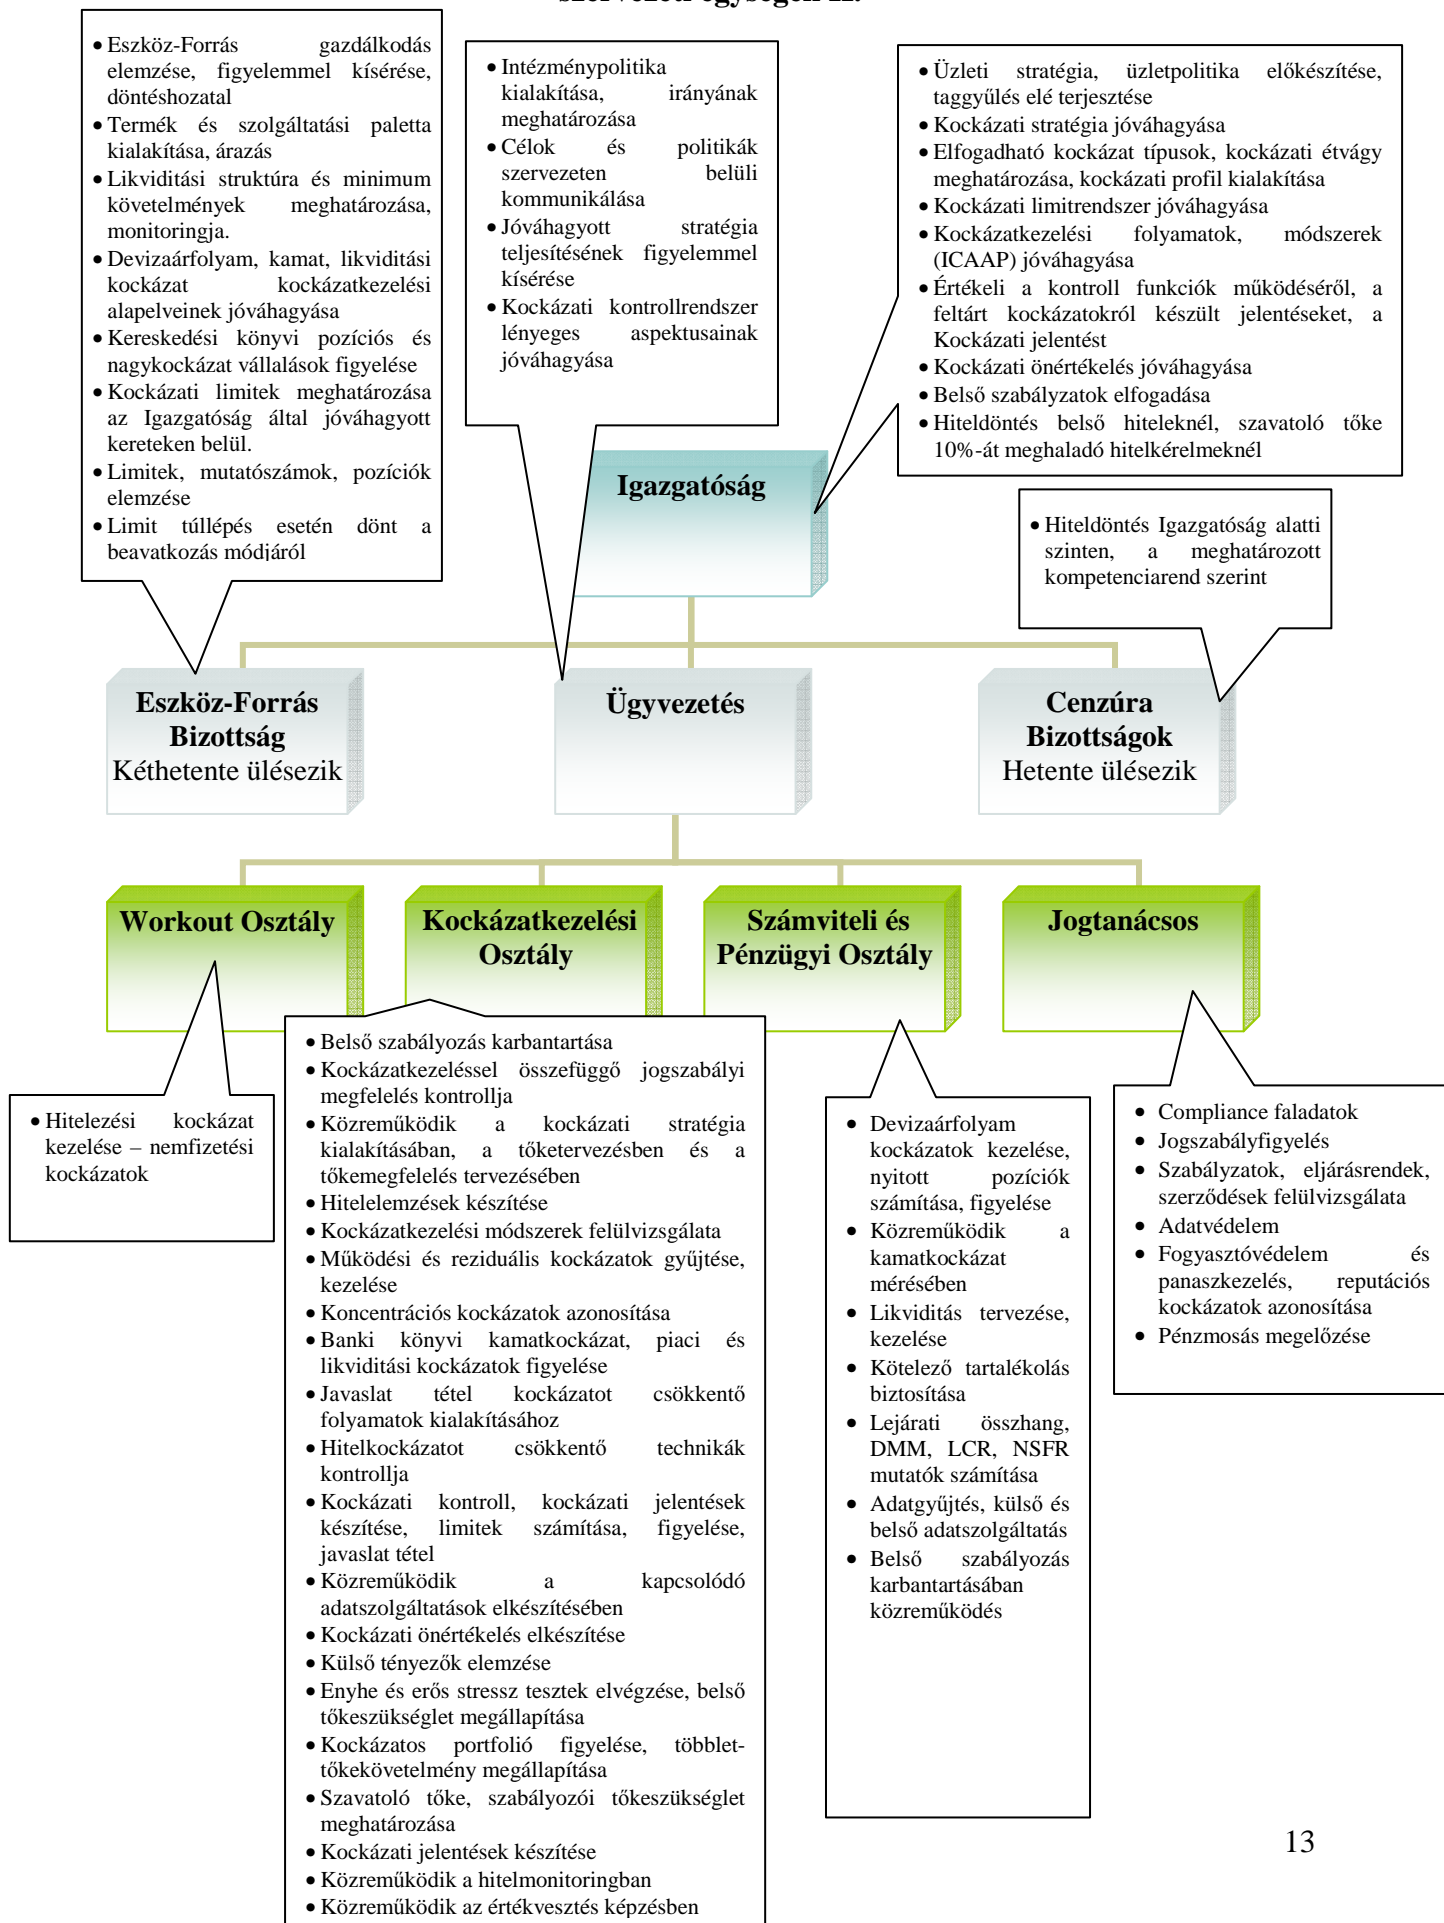 szervezeti egységen II.
• Eszköz-Forrás gazdálkodás
elemzése, figyelemmel kísérése,
döntéshozatal
• Termék és szolgáltatási paletta
kialakítása, árazás
• Likviditási struktúra és minimum
követelmények meghatározása,
monitoringja.
• Devizaárfolyam, kamat, likviditási
kockázat kockázatkezelési
alapelveinek jóváhagyása
• Kereskedési könyvi pozíciós és
nagykockázat vállalások figyelése
• Kockázati limitek meghatározása
az Igazgatóság által jóváhagyott
kereteken belül.
• Limitek, mutatószámok, pozíciók
elemzése
• Limit túllépés esetén dönt a
beavatkozás módjáról
• Intézménypolitika
kialakítása, irányának
meghatározása
• Célok és politikák
szervezeten belüli
kommunikálása
• Jóváhagyott stratégia
teljesítésének figyelemmel
kísérése
• Kockázati kontrollrendszer
lényeges aspektusainak
jóváhagyása
• Üzleti stratégia, üzletpolitika előkészítése,
taggyűlés elé terjesztése
• Kockázati stratégia jóváhagyása
• Elfogadható kockázat típusok, kockázati étvágy
meghatározása, kockázati profil kialakítása
• Kockázati limitrendszer jóváhagyása
• Kockázatkezelési folyamatok, módszerek
(ICAAP) jóváhagyása
• Értékeli a kontroll funkciók működéséről, a
feltárt kockázatokról készült jelentéseket, a
Kockázati jelentést
• Kockázati önértékelés jóváhagyása
• Belső szabályzatok elfogadása
• Hiteldöntés belső hiteleknél, szavatoló tőke
10%-át meghaladó hitelkérelmeknél
Igazgatóság
• Hiteldöntés Igazgatóság alatti
szinten, a meghatározott
kompetenciarend szerint
Eszköz-Forrás
Bizottság
Kéthetente ülésezik
Ügyvezetés
Cenzúra
Bizottságok
Hetente ülésezik
Workout Osztály
Kockázatkezelési
Osztály
Számviteli és
Pénzügyi Osztály
Jogtanácsos
• Hitelezési kockázat
kezelése – nemfizetési
kockázatok
• Belső szabályozás karbantartása
• Kockázatkezeléssel összefüggő jogszabályi
megfelelés kontrollja
• Közreműködik a kockázati stratégia
kialakításában, a tőketervezésben és a
tőkemegfelelés tervezésében
• Hitelelemzések készítése
• Kockázatkezelési módszerek felülvizsgálata
• Működési és reziduális kockázatok gyűjtése,
kezelése
• Koncentrációs kockázatok azonosítása
• Banki könyvi kamatkockázat, piaci és
likviditási kockázatok figyelése
• Javaslat tétel kockázatot csökkentő
folyamatok kialakításához
• Hitelkockázatot csökkentő technikák
kontrollja
• Kockázati kontroll, kockázati jelentések
készítése, limitek számítása, figyelése,
javaslat tétel
• Közreműködik a kapcsolódó
adatszolgáltatások elkészítésében
• Kockázati önértékelés elkészítése
• Külső tényezők elemzése
• Enyhe és erős stressz tesztek elvégzése, belső
tőkeszükséglet megállapítása
• Kockázatos portfolió figyelése, többlet-
tőkekövetelmény megállapítása
• Szavatoló tőke, szabályozói tőkeszükséglet
meghatározása
• Kockázati jelentések készítése
• Közreműködik a hitelmonitoringban
• Közreműködik az értékvesztés képzésben
• Devizaárfolyam
kockázatok kezelése,
nyitott pozíciók
számítása, figyelése
• Közreműködik a
kamatkockázat
mérésében
• Likviditás tervezése,
kezelése
• Kötelező tartalékolás
biztosítása
• Lejárati összhang,
DMM, LCR, NSFR
mutatók számítása
• Adatgyűjtés, külső és
belső adatszolgáltatás
• Belső szabályozás
karbantartásában
közreműködés
• Compliance faladatok
• Jogszabályfigyelés
• Szabályzatok, eljárásrendek,
szerződések felülvizsgálata
• Adatvédelem
• Fogyasztóvédelem és
panaszkezelés, reputációs
kockázatok azonosítása
• Pénzmosás megelőzése
13